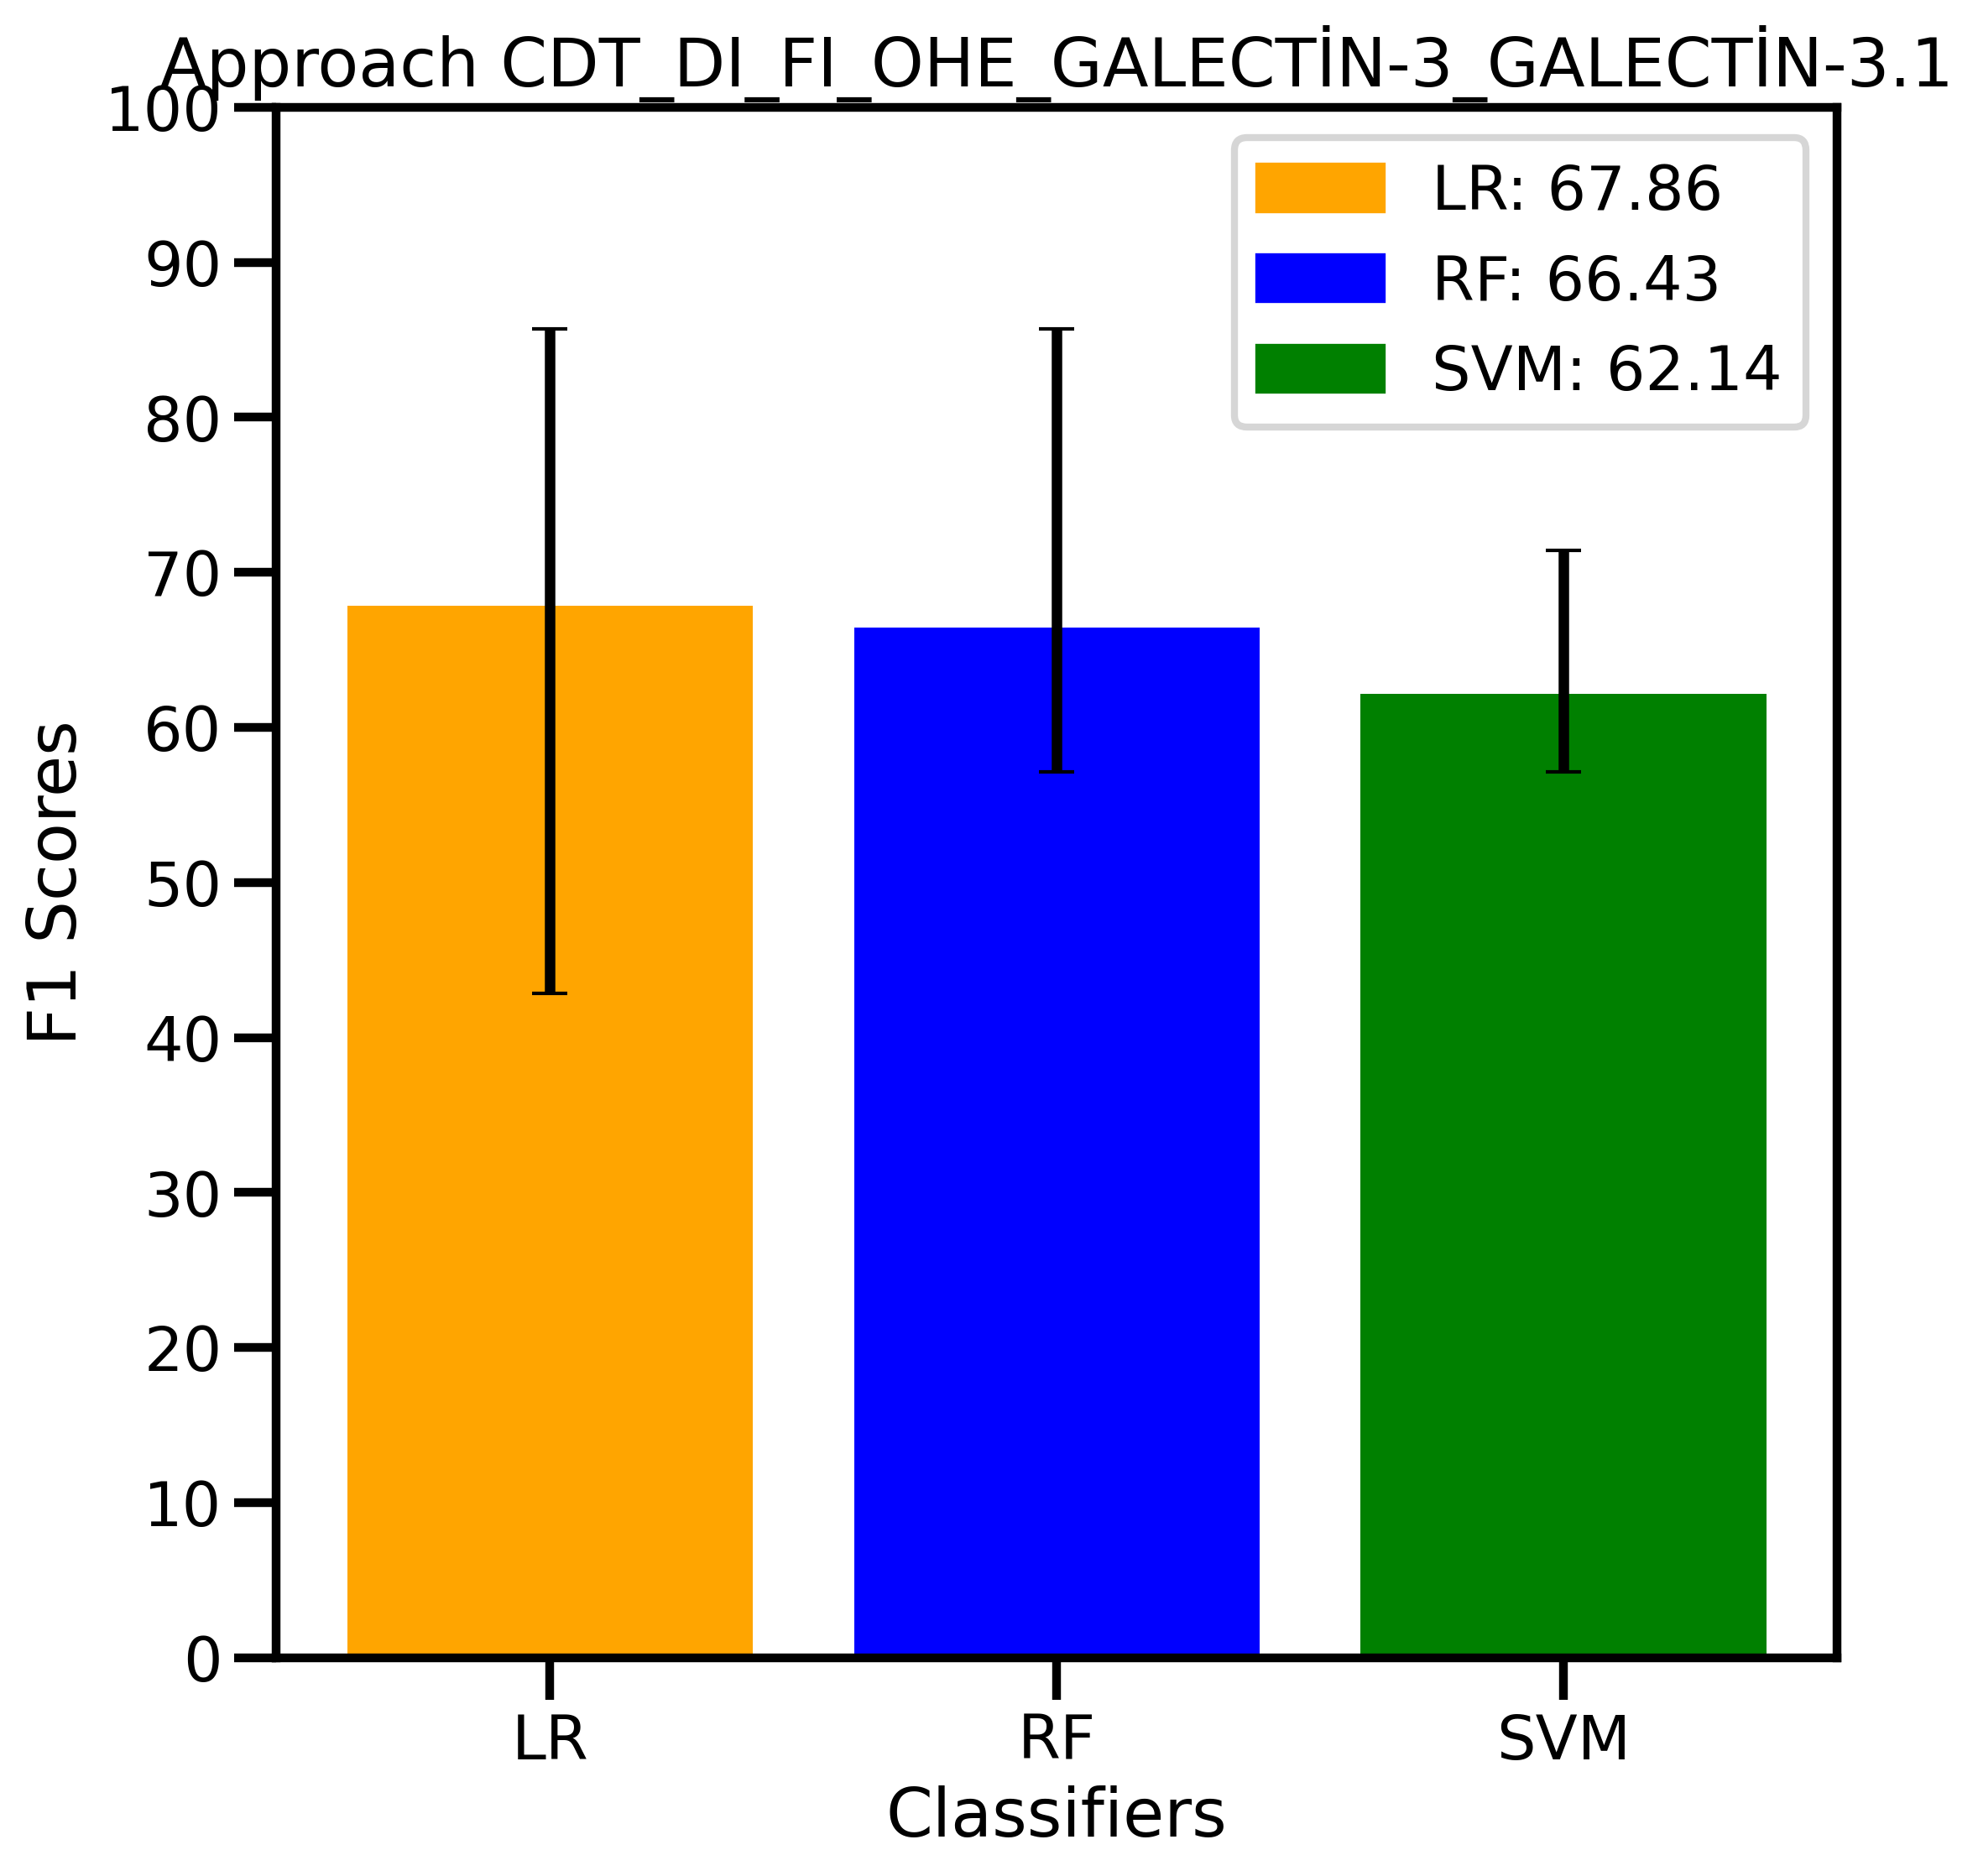 Approach CDT_DI_FI_OHE_GALECTİN-3_GALECTİN-3.1
100
90
80
70
60
50
40
30
20
10
0
F1 Scores
LR: 67.86
RF: 66.43
SVM: 62.14
LR
RF
SVM
Classifiers